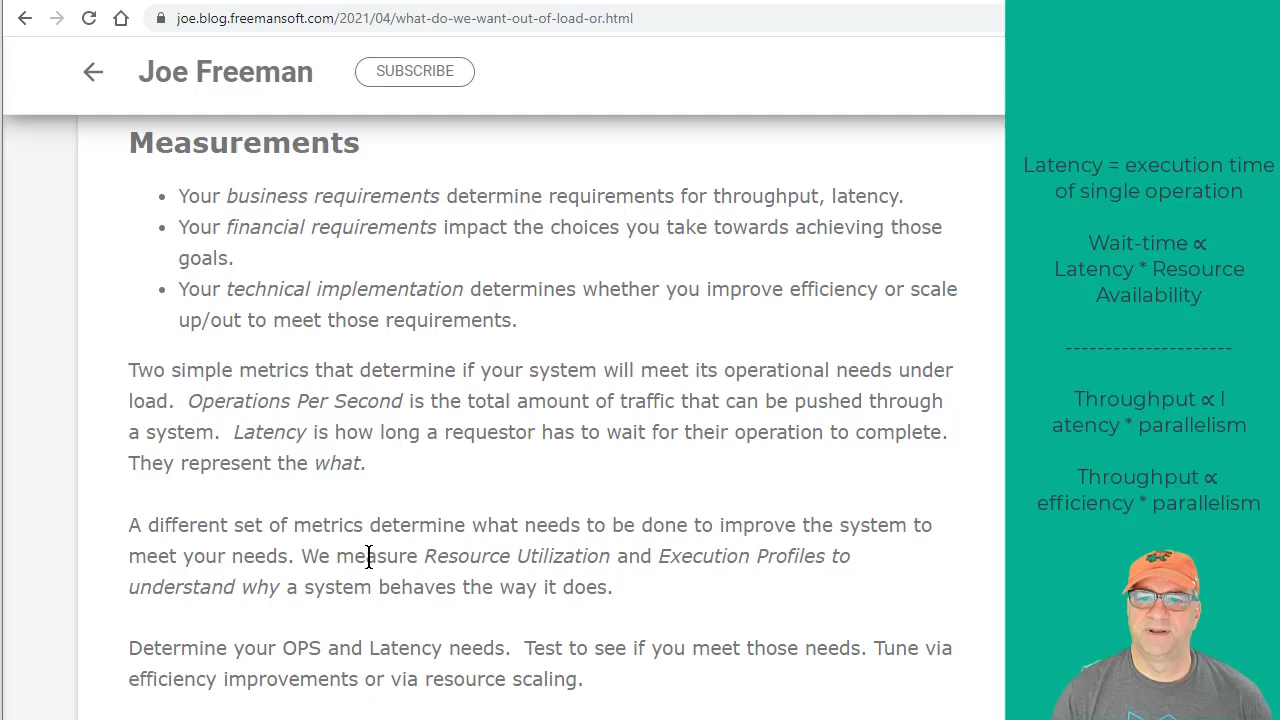 joe.blog.freemansoft.com/2021/04/what-do-we-want-out-of-load-or.html
Joe Freeman
SUBSCRIBE
Measurements
• Your business requirements determine requirements for throughput, latency.
• Your financial requirements impact the choices you take towards achieving those
goals.
• Your technical implementation determines whether you improve efficiency or scale
up/out to meet those requirements.
Two simple metrics that determine if your system will meet its operational needs under
load.  Operations Per Second is the total amount of traffic that can be pushed through
a system.  Latency is how long a requestor has to wait for their operation to complete.
They represent the what.
A different set of metrics determine what needs to be done to improve the system to
meet your needs. We measure Resource Utilization and Execution Profiles to
understand why a system behaves the way it does.
Determine your OPS and Latency needs.  Test to see if you meet those needs. Tune via
efficiency improvements or via resource scaling.
Latency = execution time
of single operation
Wait-time ∝
Latency * Resource
Availability
---------------------
Throughput ∝ l
atency * parallelism
Throughput ∝
efficiency * parallelism